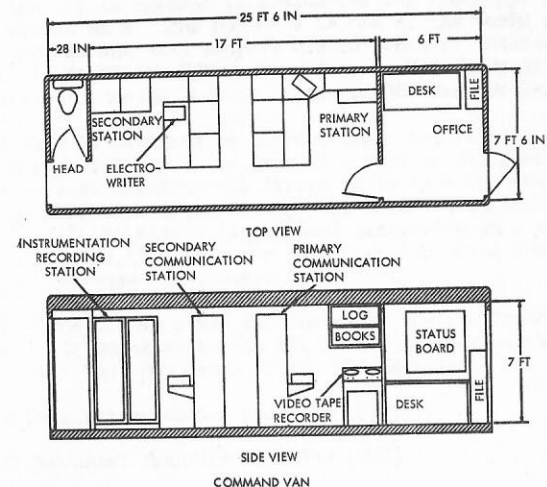 25 FT 6 IN
28 IN
17 FT
6 FT
SECONDARY
STATION
ELECTRO-
WRITER
HEAD
PRIMARY
STATION
DESK
FILE
OFFICE
7 FT 6 IN
TOP VIEW
INSTRUMENTATION
RECORDING
STATION
SECONDARY
COMMUNICATION
STATION
PRIMARY
COMMUNICATION
STATION
LOG
BOOKS
STATUS
BOARD
7 FT
VIDEO TAPE
RECORDER
DESK
FILE
SIDE VIEW
COMMAND VAN